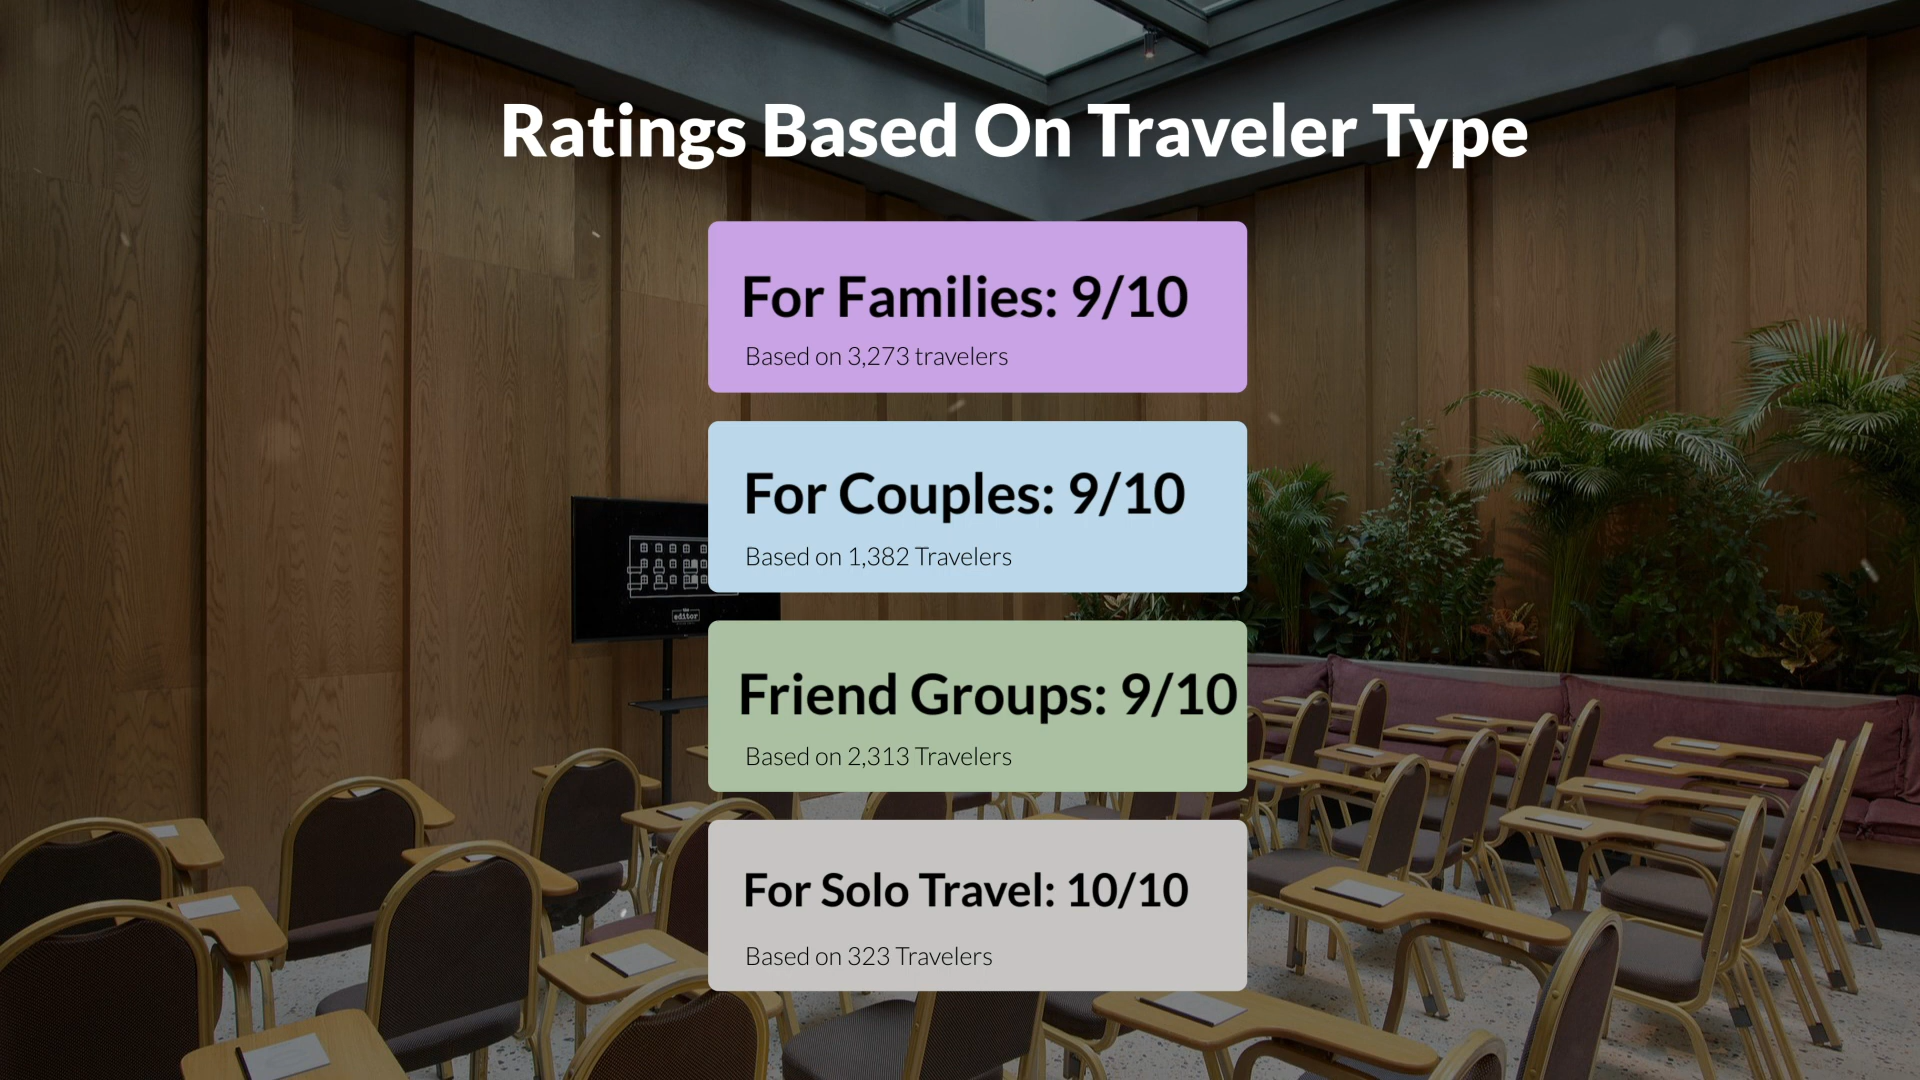 Ratings Based On Traveler Type
For Families: 9/10
Based on 3,273 travelers
For Couples: 9/10
Based on 1,382 Travelers
editor
Friend Groups: 9/10
Based on 2,313 Travelers
For Solo Travel: 10/10
Based on 323 Travelers